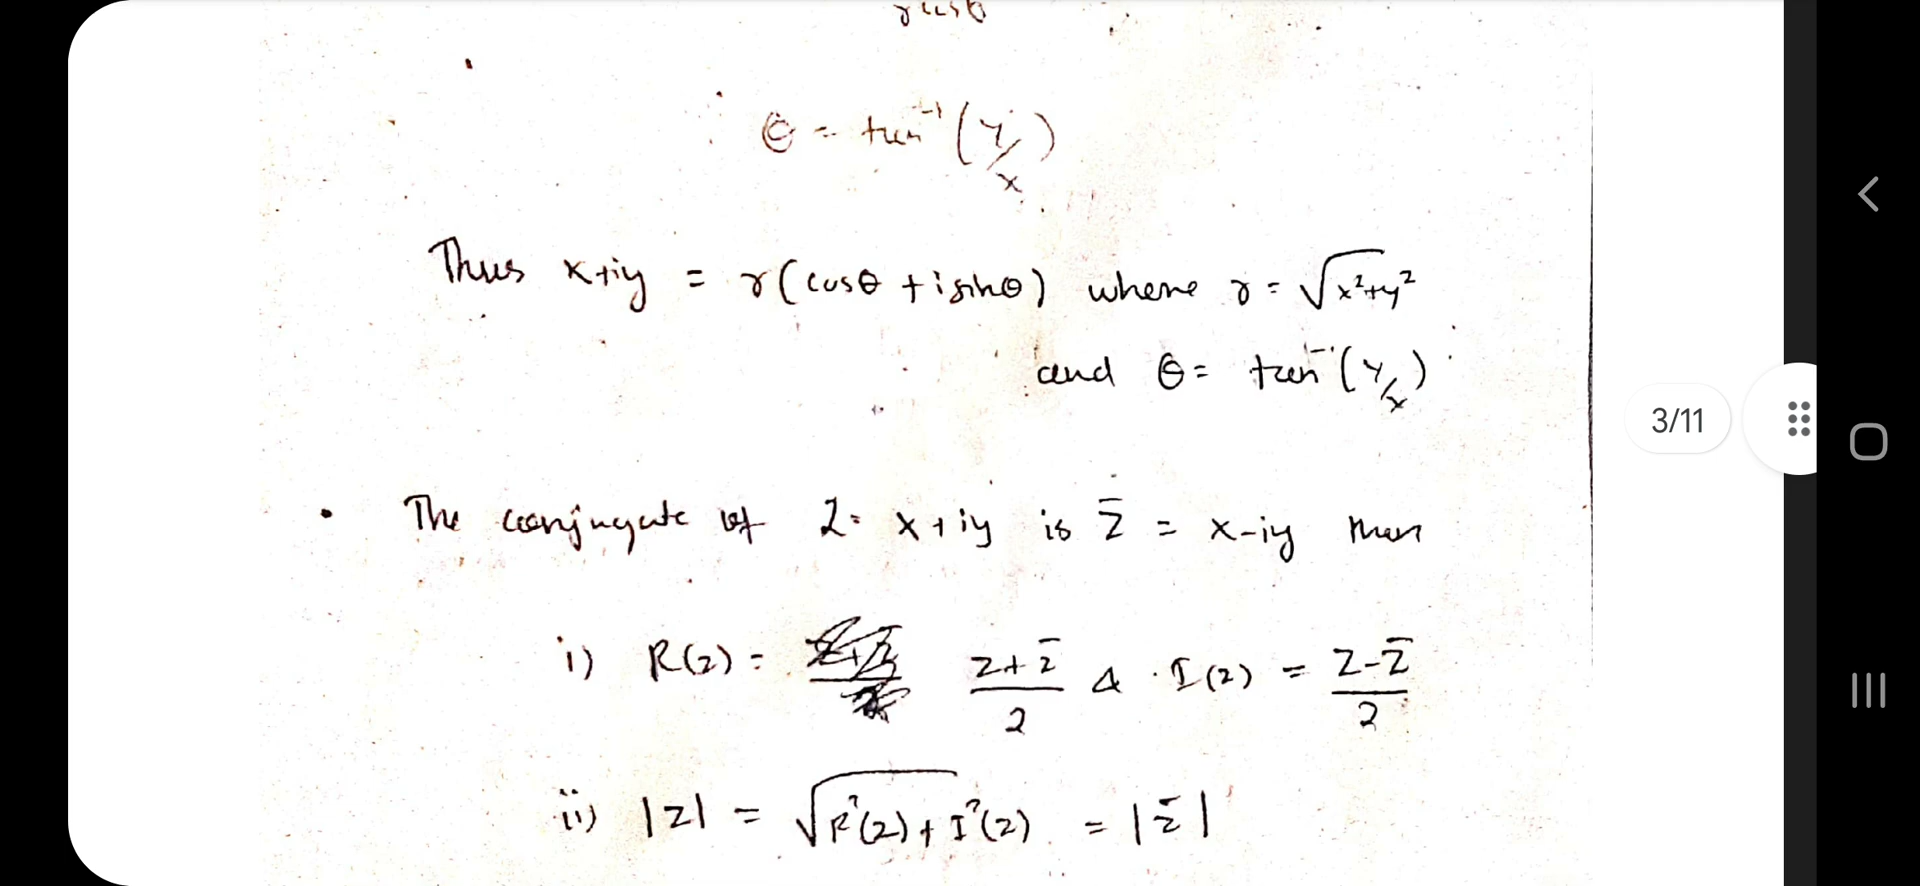 θ = tan⁻¹ (y/x)
Thus x+iy = r(cosθ + i sinθ) where r = √x²+y²
and θ = tan⁻¹ (y/x)
3/11
• The conjugate of z = x+iy is z̄ = x-iy then
i) R(z) = z+z̄/2 & I(z) = z-z̄/2
ii) |z| = √R²(z) + I²(z) = |z̄|